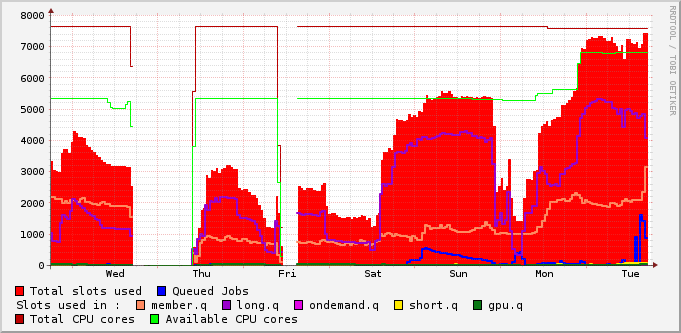 8000
7000
6000
5000
4000
3000
2000
1000
0
Wed Thu Fri Sat Sun Mon Tue
RRDTOOL / TOBI OETIKER
Total slots used Queued Jobs
Slots used in : member.q long.q ondemand.q short.q gpu.q
Total CPU cores Available CPU cores